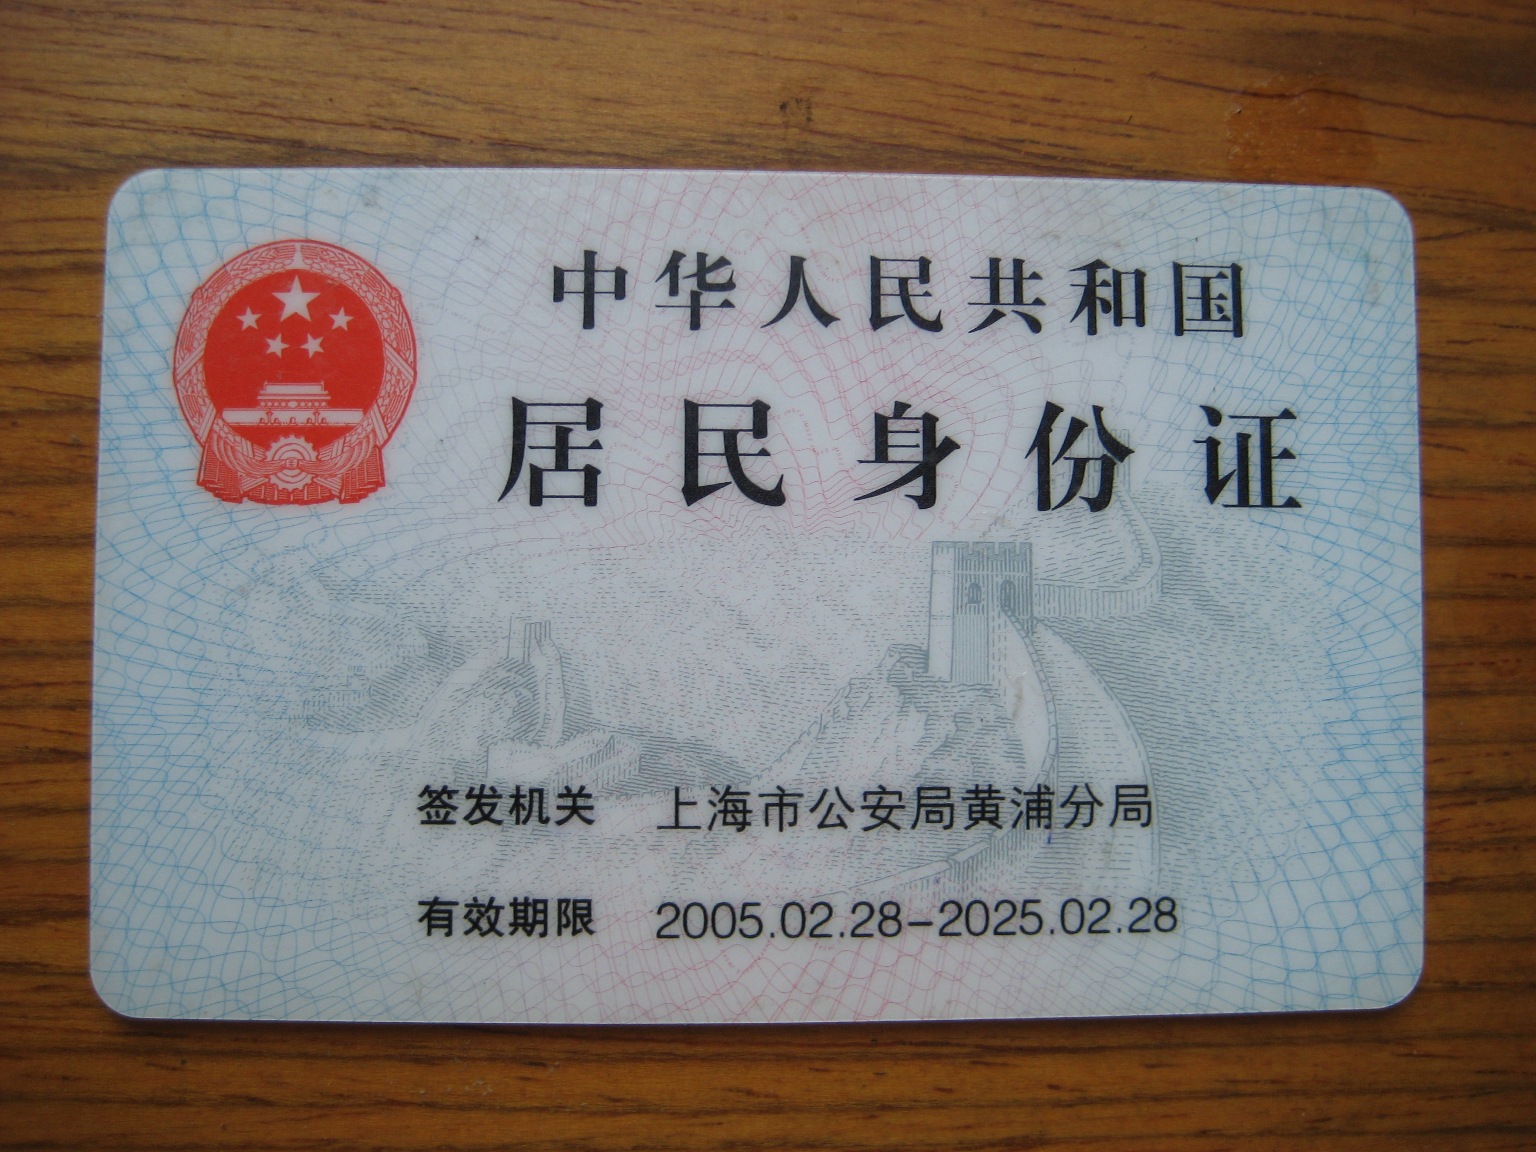 中华人民共和国
居民身份证
签发机关 上海市公安局黄浦分局
有效期限 2005.02.28-2025.02.28